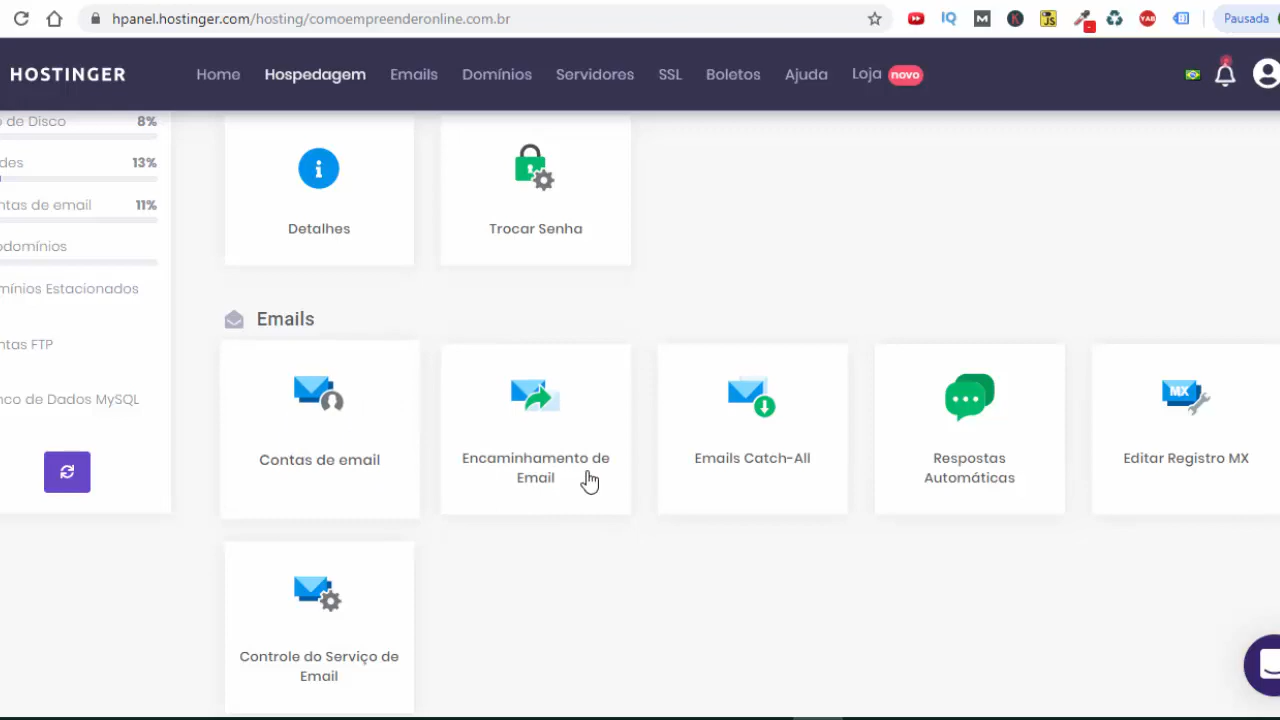 hpanel.hostinger.com/hosting/comoempreenderonline.com.br
IQ
M
K
JS
YAB
Pausada
HOSTINGER
Home
Hospedagem
Emails
Domínios
Servidores
SSL
Boletos
Ajuda
Loja
novo
o de Disco
8%
des
13%
ntas de email
11%
odomínios
mínios Estacionados
ntas FTP
nco de Dados MySQL
Detalhes
Trocar Senha
Emails
Contas de email
Encaminhamento de
Email
Emails Catch-All
Respostas
Automáticas
MX
Editar Registro MX
Controle do Serviço de
Email